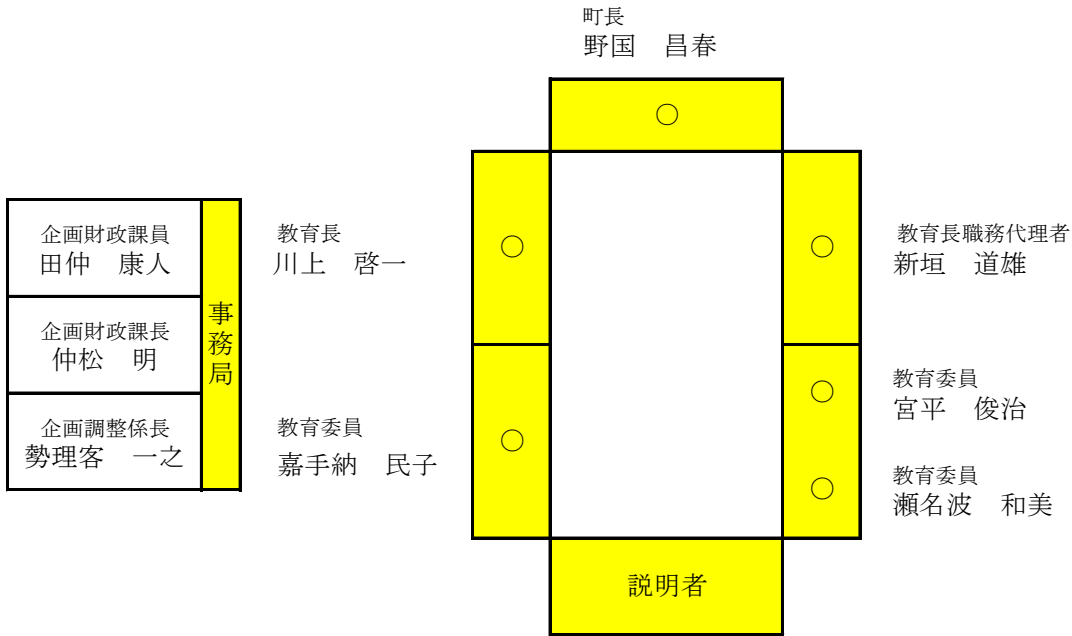 町長
野国　昌春
○
企画財政課員
田仲　康人
企画財政課長
仲松　明
企画調整係長
勢理客　一之
事務局
教育長
川上　啓一
○
教育委員
嘉手納　民子
○
○
教育長職務代理者
新垣　道雄
○
教育委員
宮平　俊治
○
教育委員
瀬名波　和美
説明者